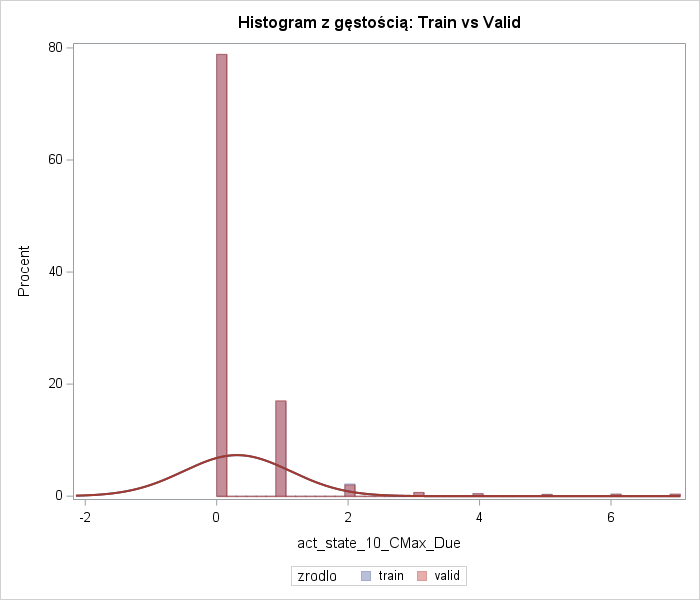 Histogram z gęstością: Train vs Valid
80
60
40
20
0
Procent
-2 0 2 4 6
act_state_10_CMax_Due
zrodlo train valid